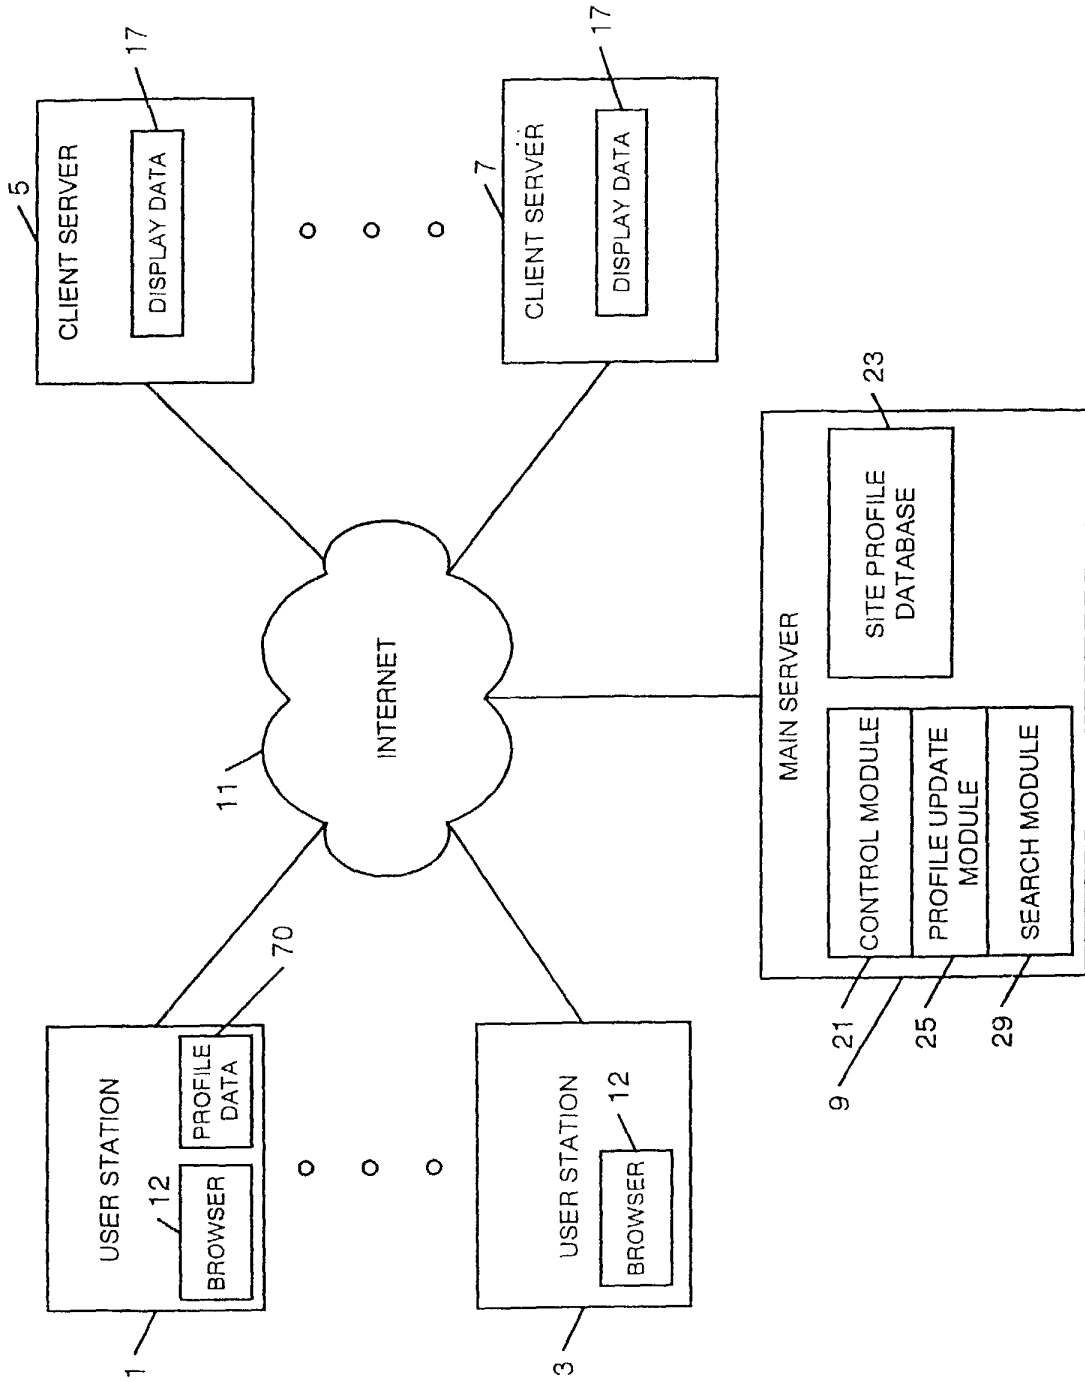 1
USER STATION
12
BROWSER
PROFILE
DATA
70
3
USER STATION
12
BROWSER
11
INTERNET
5
CLIENT SERVER
DISPLAY DATA
17
7
CLIENT SERVER
DISPLAY DATA
17
9
MAIN SERVER
21
CONTROL MODULE
25
PROFILE UPDATE
MODULE
29
SEARCH MODULE
SITE PROFILE
DATABASE
23